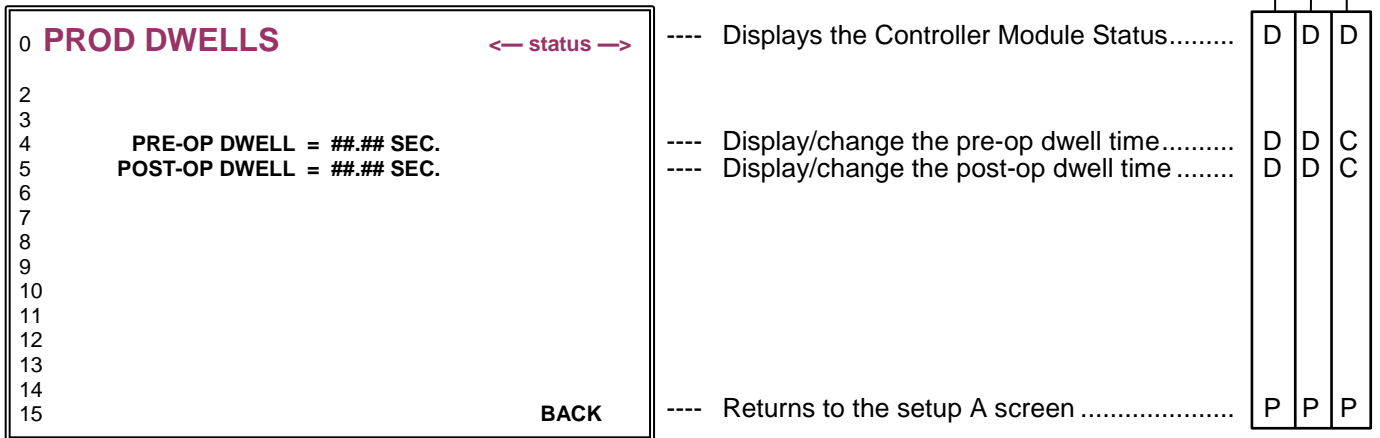 0 PROD DWELLS <— status —> ---- Displays the Controller Module Status......... D D D
2
3
4 PRE-OP DWELL = ##.## SEC. ---- Display/change the pre-op dwell time.......... D D C
5 POST-OP DWELL = ##.## SEC. ---- Display/change the post-op dwell time ........ D D C
6
7
8
9
10
11
12
13
14
15 BACK ---- Returns to the setup A screen ..................... P P P